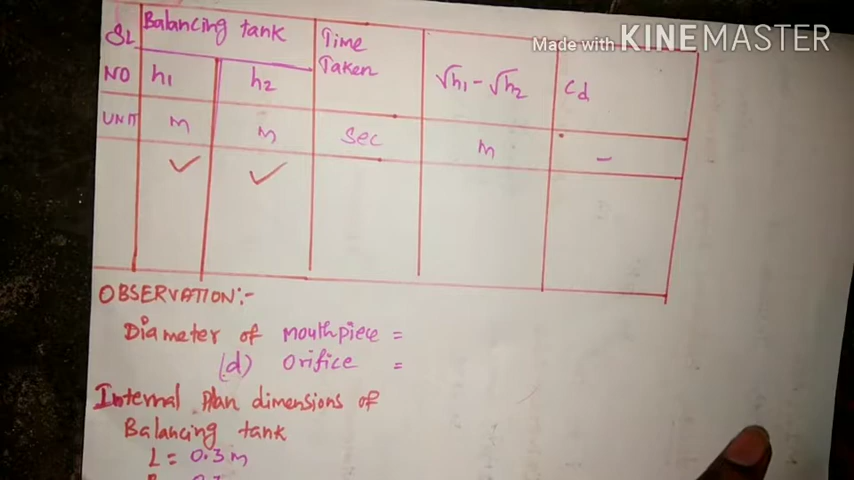 Made with KINEMASTER
SL NO
Balancing tank
Time Taken
√h₁ - √h₂
Cd
h₁
h₂
UNIT
m
m
Sec
m
-
✓
✓
OBSERVATION:-
Diameter of mouthpiece =
(d) Orifice =
Internal Plan dimensions of
Balancing tank
L = 0.3 m